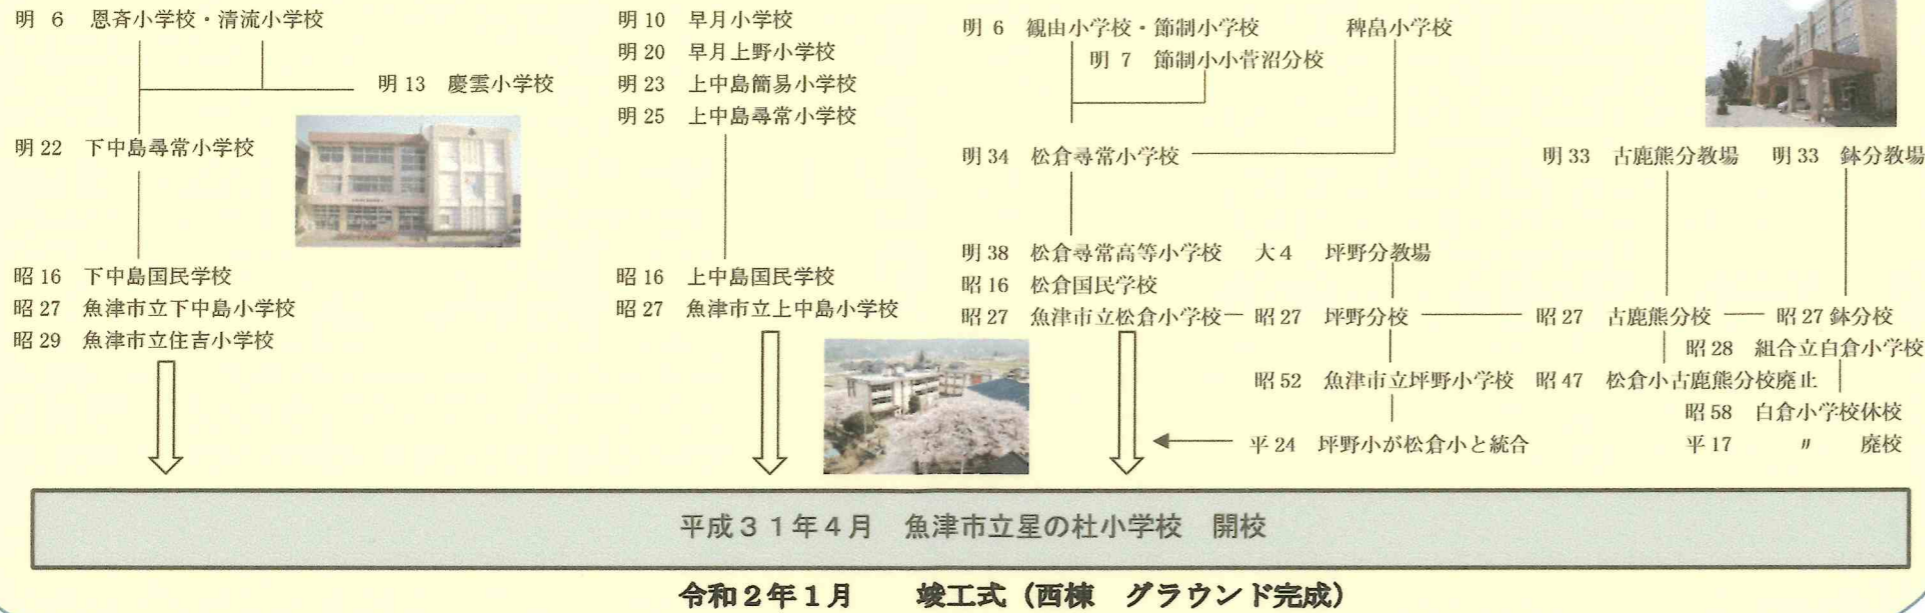 明 6 恩斉小学校・清流小学校
明 13 慶雲小学校
明 22 下中島尋常小学校
昭 16 下中島国民学校
昭 27 魚津市立下中島小学校
昭 29 魚津市立住吉小学校
明 10 早月小学校
明 20 早月上野小学校
明 23 上中島簡易小学校
明 25 上中島尋常小学校
昭 16 上中島国民学校
昭 27 魚津市立上中島小学校
明 6 観由小学校・節制小学校 稗畠小学校
明 7 節制小小菅沼分校
明 34 松倉尋常小学校
明 38 松倉尋常高等小学校
昭 16 松倉国民学校
昭 27 魚津市立松倉小学校
大 4 坪野分教場
昭 27 坪野分校
昭 52 魚津市立坪野小学校
平 24 坪野小が松倉小と統合
明 33 古鹿熊分教場
昭 27 古鹿熊分校
昭 47 松倉小古鹿熊分校廃止
明 33 鉢分教場
昭 27 鉢分校
昭 28 組合立白倉小学校
昭 58 白倉小学校休校
平 17 〃 廃校
平成３１年４月 魚津市立星の杜小学校 開校
令和２年１月 竣工式（西棟 グラウンド完成）